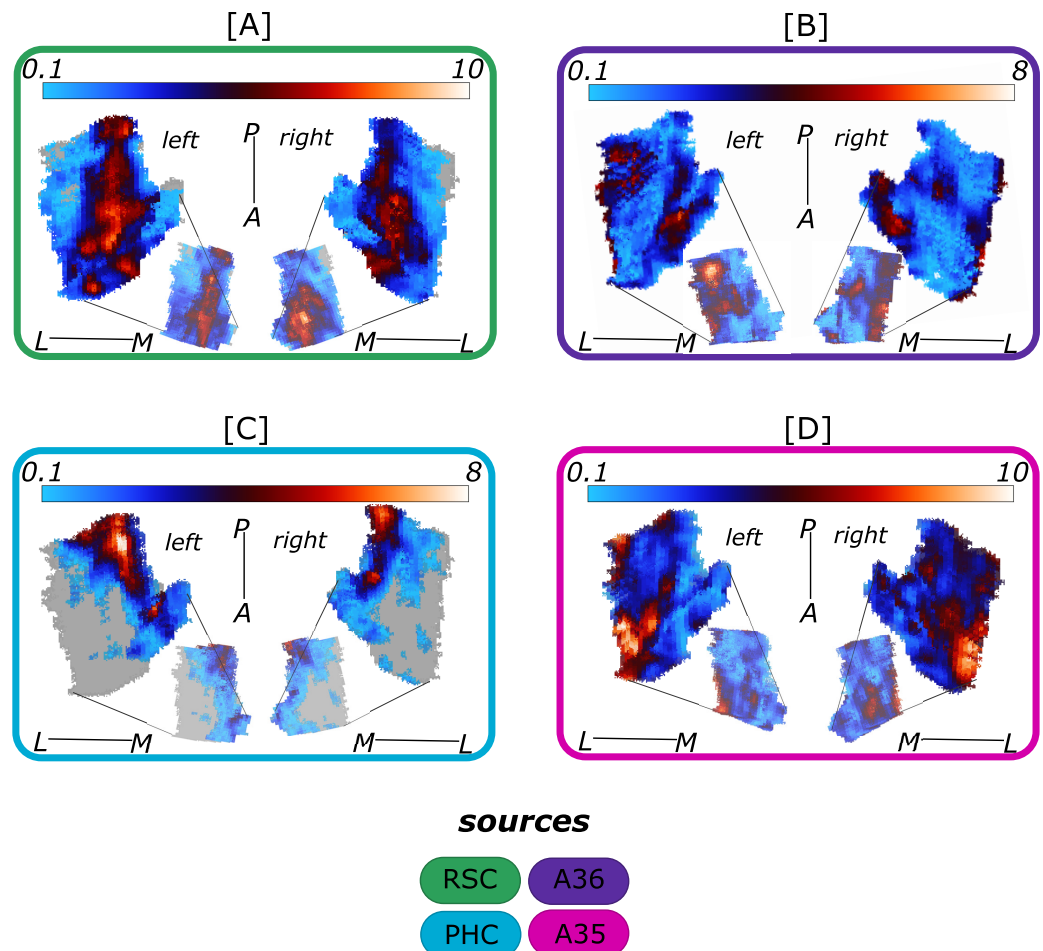 [A]
0.1 10
left P right
A
L M M L
[B]
0.1 8
left P right
A
L M M L
[C]
0.1 8
left P right
A
L M M L
[D]
0.1 10
left P right
A
L M M L
sources
RSC A36
PHC A35